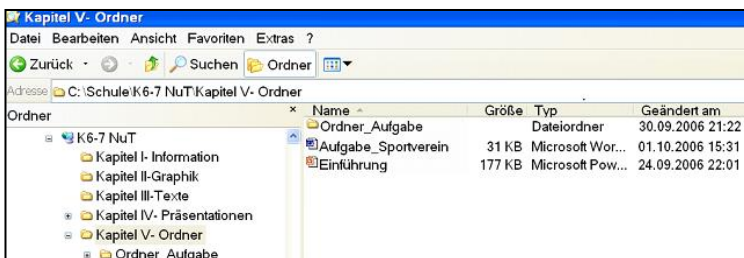 Kapitel V- Ordner
Datei Bearbeiten Ansicht Favoriten Extras ?
Zurück Suchen Ordner
Adresse C:\Schule\K6-7 NuT\Kapitel V- Ordner
Ordner × Name Größe Typ Geändert am
Ordner_Aufgabe Dateiordner 30.09.2006 21:22
K6-7 NuT
Aufgabe_Sportverein 31 KB Microsoft Wor... 01.10.2006 15:31
Kapitel I- Information
Einführung 177 KB Microsoft Pow... 24.09.2006 22:01
Kapitel II-Graphik
Kapitel III-Texte
Kapitel IV- Präsentationen
Kapitel V- Ordner
Ordner_Aufgabe